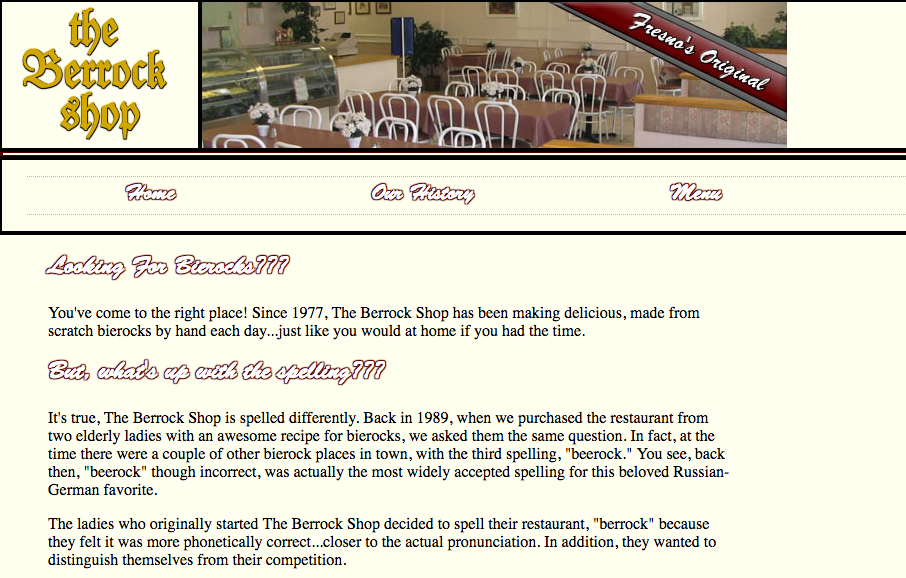 the
Berrock
shop
Fresno's Original
Home Our History Menu
Looking For Bierocks???
You've come to the right place! Since 1977, The Berrock Shop has been making delicious, made from
scratch bierocks by hand each day...just like you would at home if you had the time.
But, what's up with the spelling???
It's true, The Berrock Shop is spelled differently. Back in 1989, when we purchased the restaurant from
two elderly ladies with an awesome recipe for bierocks, we asked them the same question. In fact, at the
time there were a couple of other bierock places in town, with the third spelling, "beerock." You see, back
then, "beerock" though incorrect, was actually the most widely accepted spelling for this beloved Russian-
German favorite.
The ladies who originally started The Berrock Shop decided to spell their restaurant, "berrock" because
they felt it was more phonetically correct...closer to the actual pronunciation. In addition, they wanted to
distinguish themselves from their competition.